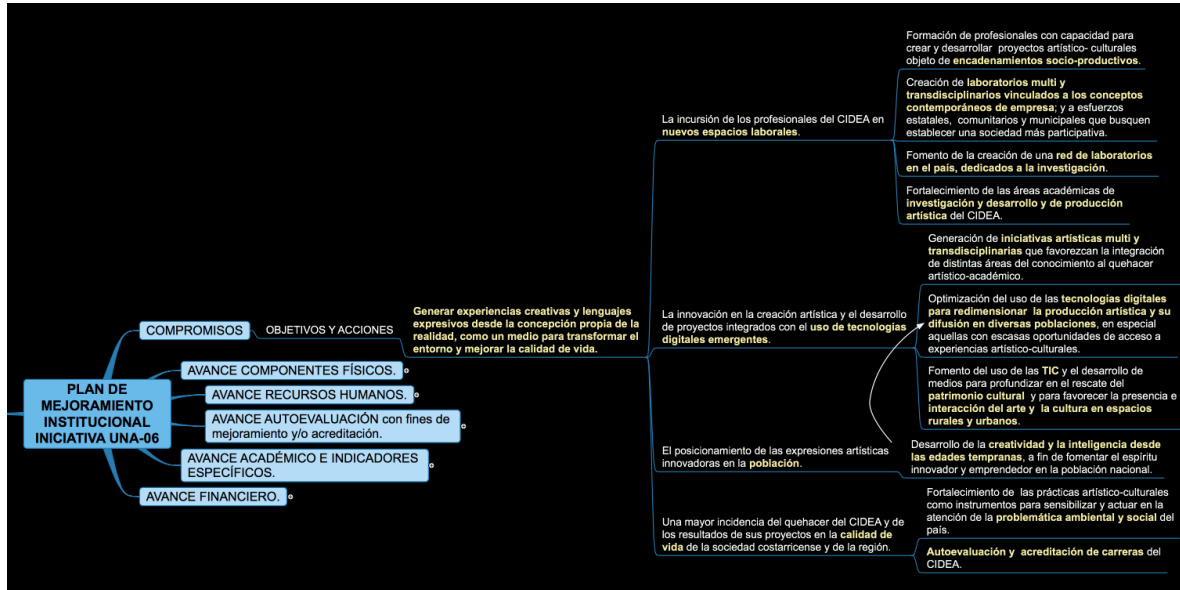 PLAN DE
MEJORAMIENTO
INSTITUCIONAL
INICIATIVA UNA-06
COMPROMISOS
OBJETIVOS Y ACCIONES
Generar experiencias creativas y lenguajes
expresivos desde la concepción propia de la
realidad, como un medio para transformar el
entorno y mejorar la calidad de vida.
La incursión de los profesionales del CIDEA en
nuevos espacios laborales.
Formación de profesionales con capacidad para
crear y desarrollar proyectos artístico- culturales
objeto de encadenamientos socio-productivos.
Creación de laboratorios multi y
transdisciplinarios vinculados a los conceptos
contemporáneos de empresa; y a esfuerzos
estatales, comunitarios y municipales que busquen
establecer una sociedad más participativa.
Fomento de la creación de una red de laboratorios
en el país, dedicados a la investigación.
Fortalecimiento de las áreas académicas de
investigación y desarrollo y de producción
artística del CIDEA.
La innovación en la creación artística y el desarrollo
de proyectos integrados con el uso de tecnologías
digitales emergentes.
Generación de iniciativas artísticas multi y
transdisciplinarias que favorezcan la integración
de distintas áreas del conocimiento al quehacer
artístico-académico.
Optimización del uso de las tecnologías digitales
para redimensionar la producción artística y su
difusión en diversas poblaciones, en especial
aquellas con escasas oportunidades de acceso a
experiencias artístico-culturales.
Fomento del uso de las TIC y el desarrollo de
medios para profundizar en el rescate del
patrimonio cultural y para favorecer la presencia e
interacción del arte y la cultura en espacios
rurales y urbanos.
El posicionamiento de las expresiones artísticas
innovadoras en la población.
Desarrollo de la creatividad y la inteligencia desde
las edades tempranas, a fin de fomentar el espíritu
innovador y emprendedor en la población nacional.
Una mayor incidencia del quehacer del CIDEA y de
los resultados de sus proyectos en la calidad de
vida de la sociedad costarricense y de la región.
Fortalecimiento de las prácticas artístico-culturales
como instrumentos para sensibilizar y actuar en la
atención de la problemática ambiental y social del
país.
Autoevaluación y acreditación de carreras del
CIDEA.
AVANCE COMPONENTES FÍSICOS.
AVANCE RECURSOS HUMANOS.
AVANCE AUTOEVALUACIÓN con fines de
mejoramiento y/o acreditación.
AVANCE ACADÉMICO E INDICADORES
ESPECÍFICOS.
AVANCE FINANCIERO.